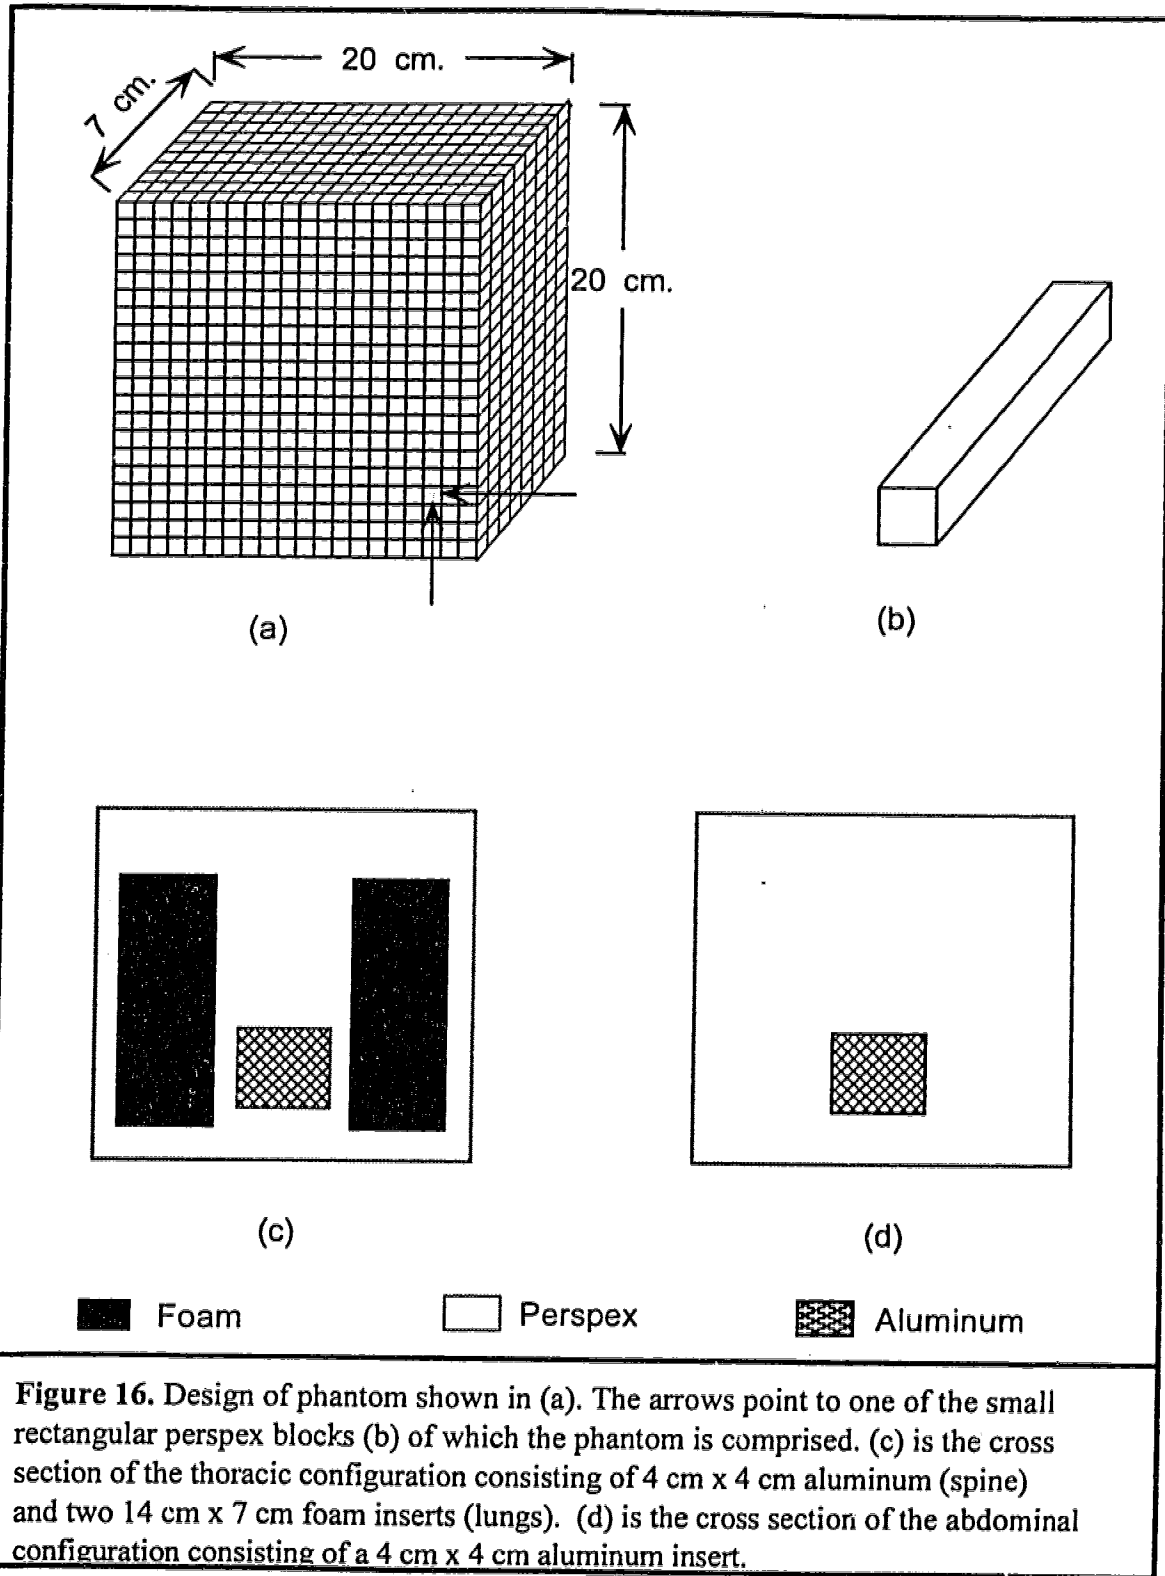 20 cm.
7 cm.
20 cm.
(a)
(b)
(c)
(d)
Foam
Perspex
Aluminum
Figure 16. Design of phantom shown in (a). The arrows point to one of the small
rectangular perspex blocks (b) of which the phantom is comprised. (c) is the cross
section of the thoracic configuration consisting of 4 cm x 4 cm aluminum (spine)
and two 14 cm x 7 cm foam inserts (lungs). (d) is the cross section of the abdominal
configuration consisting of a 4 cm x 4 cm aluminum insert.